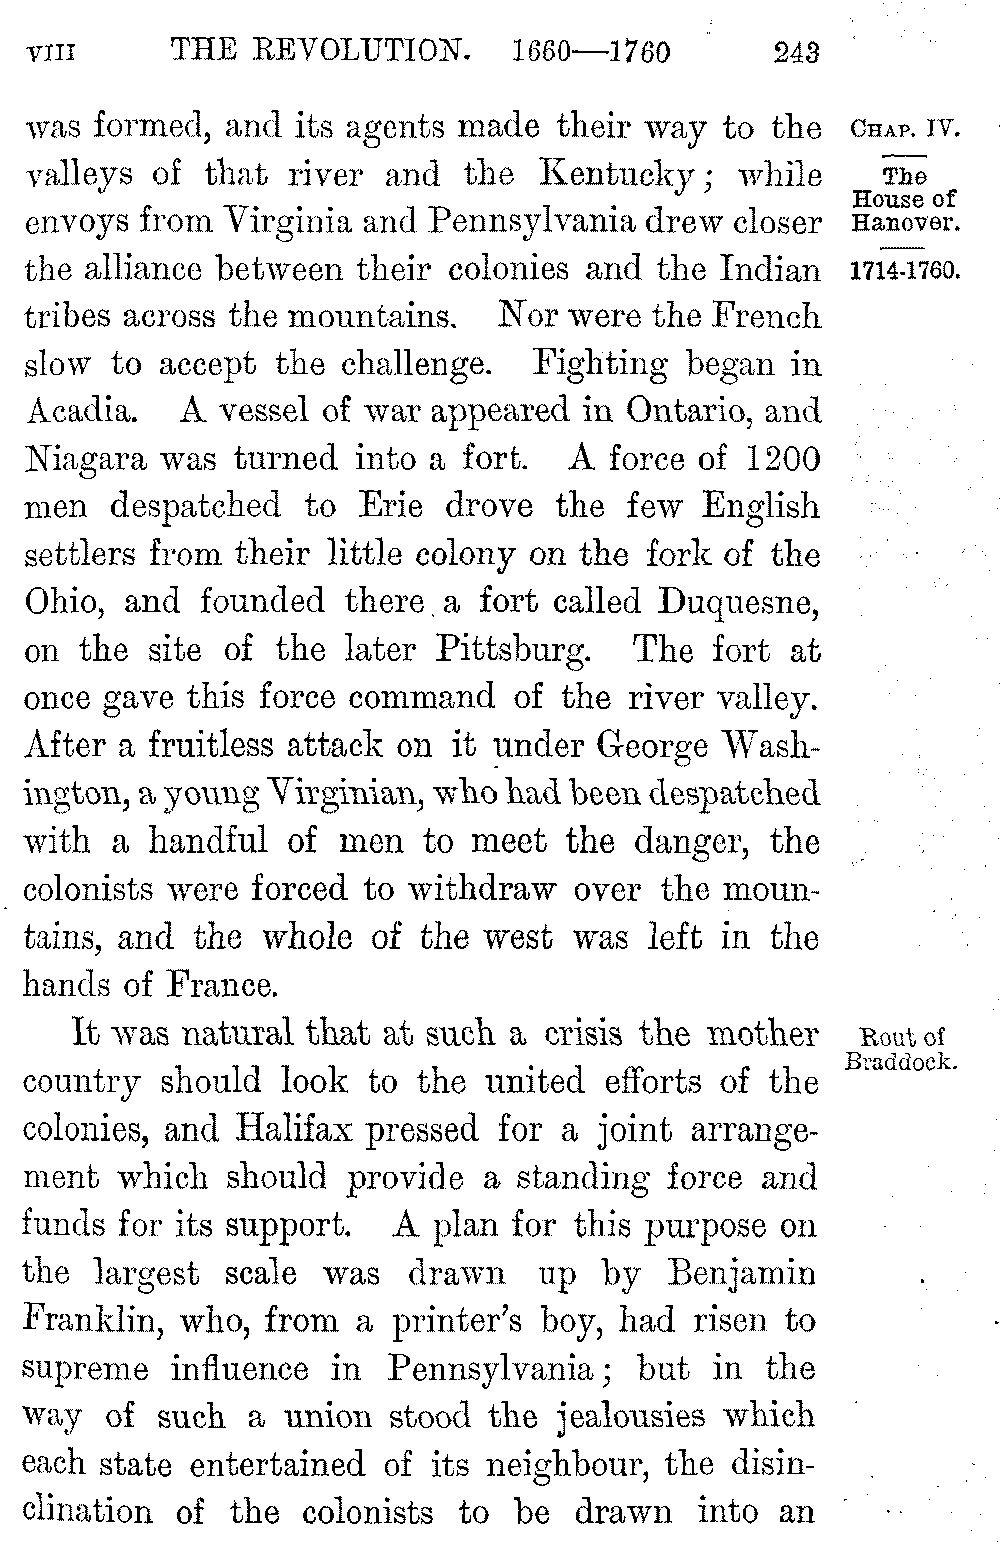 VIII THE REVOLUTION. 1660—1760 243
was formed, and its agents made their way to the
valleys of that river and the Kentucky; while
envoys from Virginia and Pennsylvania drew closer
the alliance between their colonies and the Indian
tribes across the mountains. Nor were the French
slow to accept the challenge. Fighting began in
Acadia. A vessel of war appeared in Ontario, and
Niagara was turned into a fort. A force of 1200
men despatched to Erie drove the few English
settlers from their little colony on the fork of the
Ohio, and founded there a fort called Duquesne,
on the site of the later Pittsburg. The fort at
once gave this force command of the river valley.
After a fruitless attack on it under George Wash-
ington, a young Virginian, who had been despatched
with a handful of men to meet the danger, the
colonists were forced to withdraw over the moun-
tains, and the whole of the west was left in the
hands of France.
It was natural that at such a crisis the mother
country should look to the united efforts of the
colonies, and Halifax pressed for a joint arrange-
ment which should provide a standing force and
funds for its support. A plan for this purpose on
the largest scale was drawn up by Benjamin
Franklin, who, from a printer's boy, had risen to
supreme influence in Pennsylvania; but in the
way of such a union stood the jealousies which
each state entertained of its neighbour, the disin-
clination of the colonists to be drawn into an
CHAP. IV.
The
House of
Hanover.
1714-1760.
Rout of
Braddock.